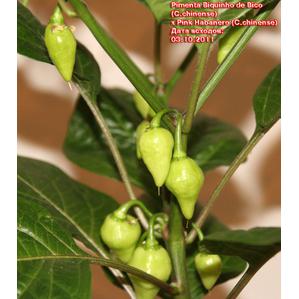 Pimenta Biquinho de Bico
(C.chinense)
x Pink Habanero (C.chinense)
Дата всходов:
03.10.2011